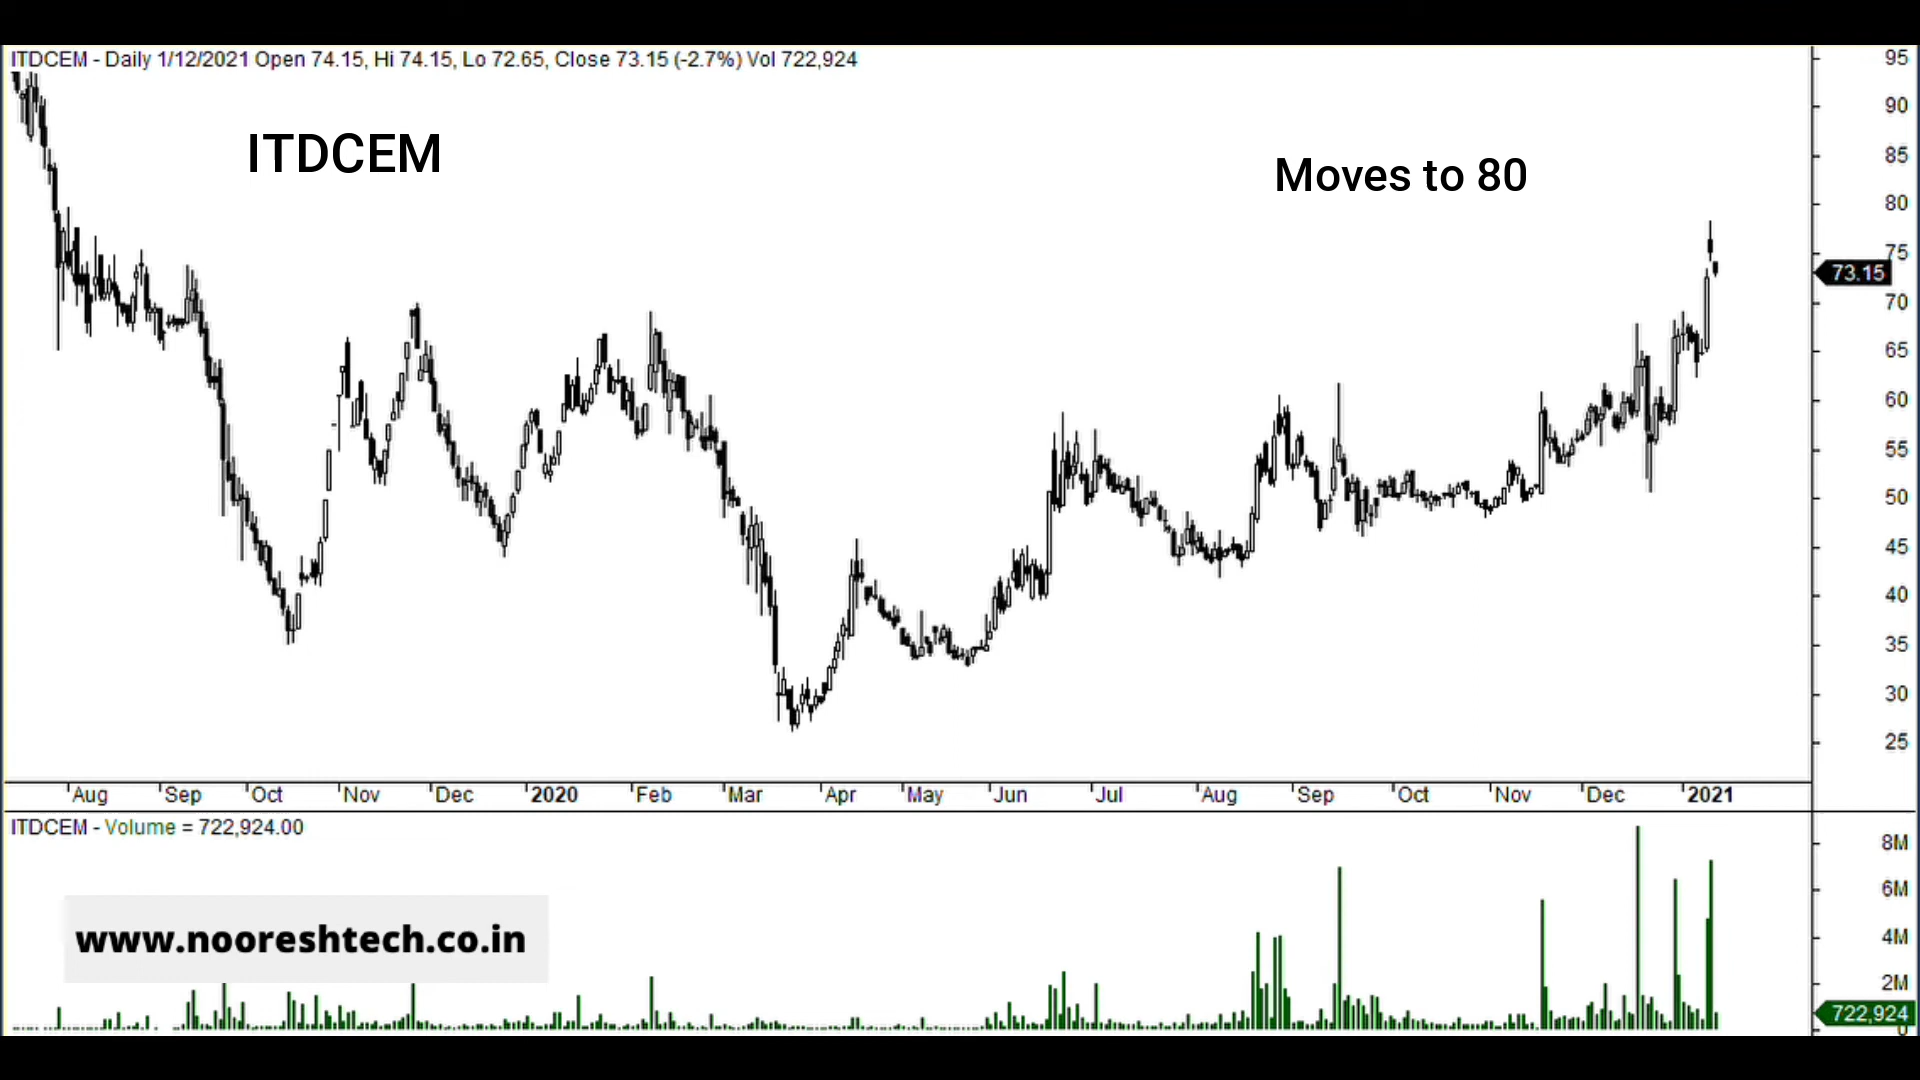 ITDCEM - Daily 1/12/2021 Open 74.15, Hi 74.15, Lo 72.65, Close 73.15 (-2.7%) Vol 722,924
ITDCEM
Moves to 80
95
90
85
80
75
73.15
70
65
60
55
50
45
40
35
30
25
Aug Sep Oct Nov Dec 2020 Feb Mar Apr May Jun Jul Aug Sep Oct Nov Dec 2021
ITDCEM - Volume = 722,924.00
8M
6M
4M
2M
722,924
0
www.nooreshtech.co.in